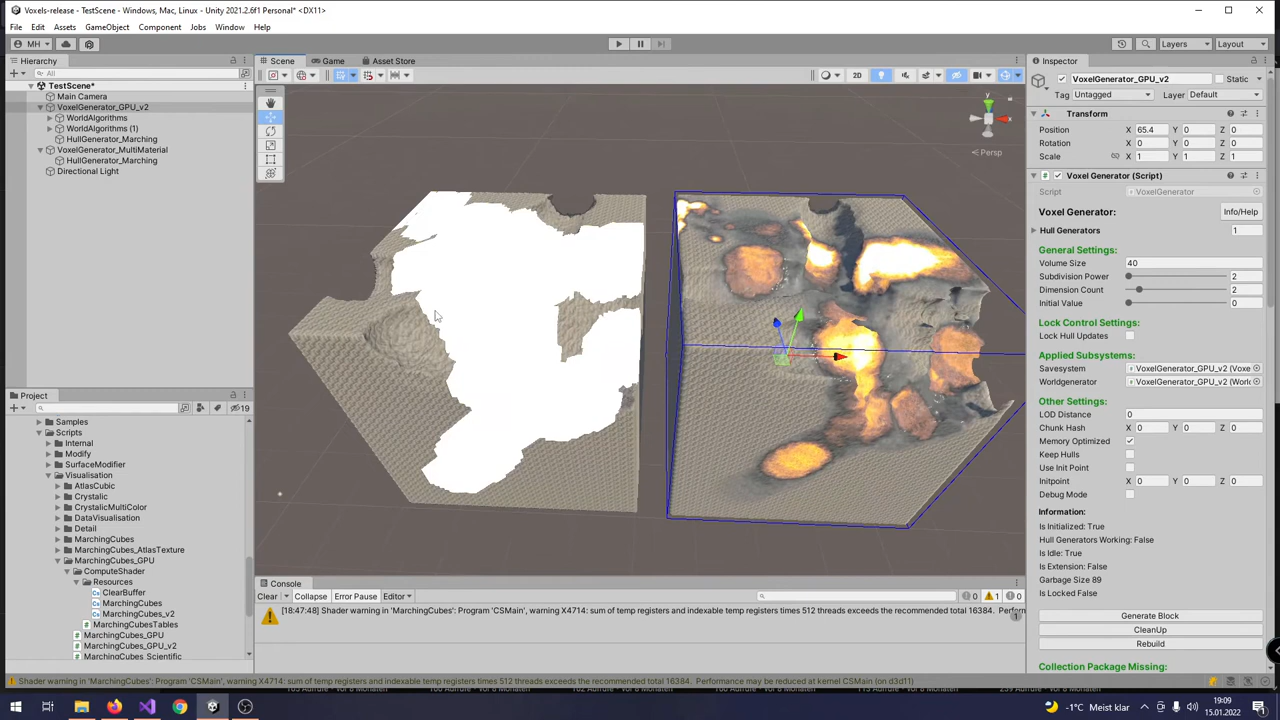 Voxels-release - TestScene - PC, Mac, Linux - Unity 2021.2.6f1 Personal* <DX11>
File Edit Assets GameObject Component Jobs Window Help
MH
Layers Layout
Hierarchy
All
TestScene*
Main Camera
VoxelGenerator_GPU_v2
WorldAlgorithms
WorldAlgorithms (1)
HullGenerator_Marching
VoxelGenerator_MultiMaterial
HullGenerator_Marching
Directional Light
Project
19
Samples
Scripts
Internal
Modify
SurfaceModifier
Visualisation
AtlasCubic
Crystalic
CrystalicMultiColor
DataVisualisation
Detail
MarchingCubes
MarchingCubes_AtlasTexture
MarchingCubes_GPU
ComputeShader
Resources
ClearBuffer
MarchingCubes
MarchingCubes_v2
MarchingCubesTables
MarchingCubes_GPU
MarchingCubes_GPU_v2
MarchingCubes_Scientific
Scene Game Asset Store
2D
y
x
Persp
Console
Clear Collapse Error Pause Editor 0 1 0
[18:47:48] Shader warning in 'MarchingCubes': Program 'CSMain', warning X4714: sum of temp registers and indexable temp registers times 512 threads exceeds the recommended total 16384. Perform
1
Inspector
VoxelGenerator_GPU_v2 Static
Tag Untagged Layer Default
Transform
Position X 65.4 Y 0 Z 0
Rotation X 0 Y 0 Z 0
Scale X 1 Y 1 Z 1
Voxel Generator (Script)
Script VoxelGenerator
Voxel Generator: Info/Help
Hull Generators 1
General Settings:
Volume Size 40
Subdivision Power 2
Dimension Count 2
Initial Value 0
Lock Control Settings:
Lock Hull Updates
Applied Subsystems:
Savesystem VoxelGenerator_GPU_v2 (Voxe
Worldgenerator VoxelGenerator_GPU_v2 (Worl
Other Settings:
LOD Distance 0
Chunk Hash X 0 Y 0 Z 0
Memory Optimized
Keep Hulls
Use Init Point
Initpoint X 0 Y 0 Z 0
Debug Mode
Information:
Is Initialized: True
Hull Generators Working: False
Is Idle: True
Is Extension: False
Garbage Size 89
Is Locked False
Generate Block
CleanUp
Rebuild
Collection Package Missing:
Shader warning in 'MarchingCubes': Program 'CSMain', warning X4714: sum of temp registers and indexable temp registers times 512 threads exceeds the recommended total 16384. Performance may be reduced at kernel CSMain (on d3d11)
-1°C Meist klar
19:09
15.01.2022
1